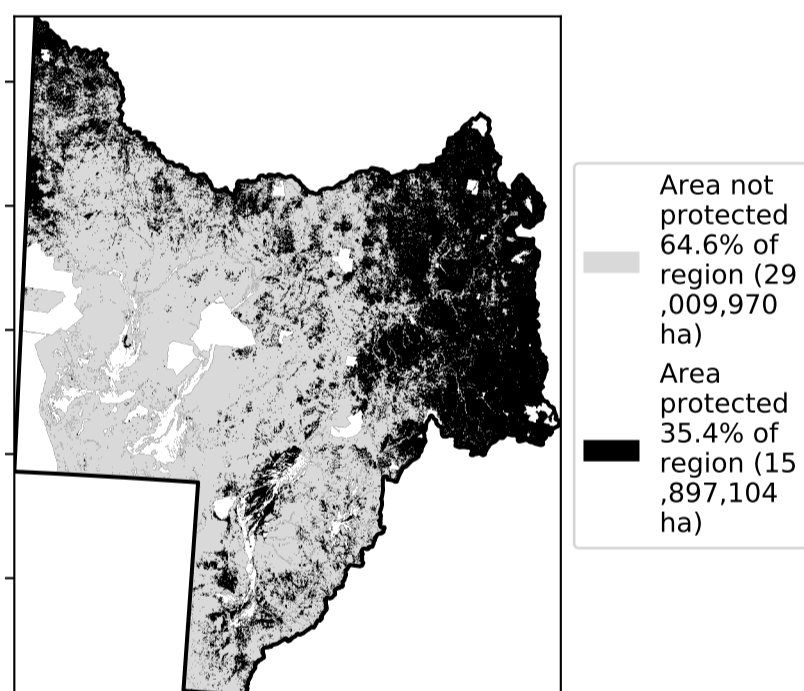 Area not
protected
64.6% of
region (29
,009,970
ha)
Area
protected
35.4% of
region (15
,897,104
ha)